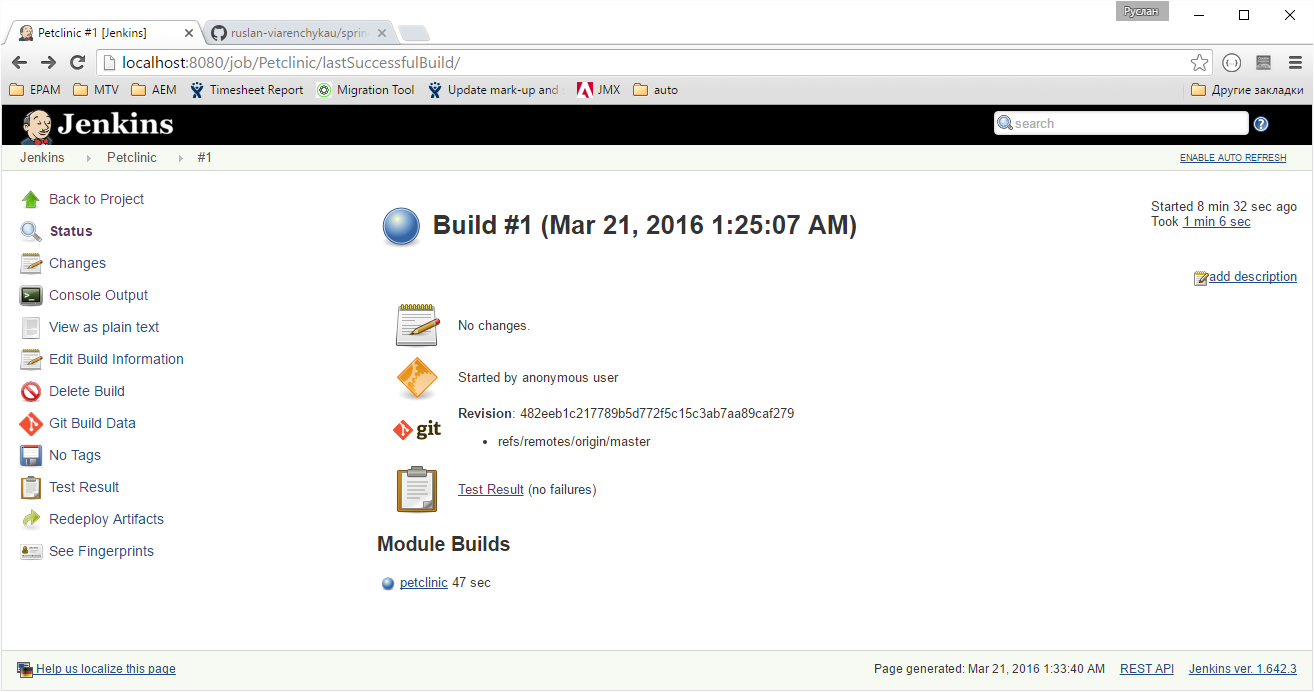 Руслан
Petclinic #1 [Jenkins]
ruslan-viarenchykau/sprin
localhost:8080/job/Petclinic/lastSuccessfulBuild/
EPAM MTV AEM Timesheet Report Migration Tool Update mark-up and JMX auto Другие закладки
Jenkins
search
Jenkins Petclinic #1
ENABLE AUTO REFRESH
Back to Project
Status
Changes
Console Output
View as plain text
Edit Build Information
Delete Build
Git Build Data
No Tags
Test Result
Redeploy Artifacts
See Fingerprints
Build #1 (Mar 21, 2016 1:25:07 AM)
Started 8 min 32 sec ago
Took 1 min 6 sec
add description
No changes.
Started by anonymous user
git
Revision: 482eeb1c217789b5d772f5c15c3ab7aa89caf279
• refs/remotes/origin/master
Test Result (no failures)
Module Builds
petclinic 47 sec
Help us localize this page
Page generated: Mar 21, 2016 1:33:40 AM REST API Jenkins ver. 1.642.3